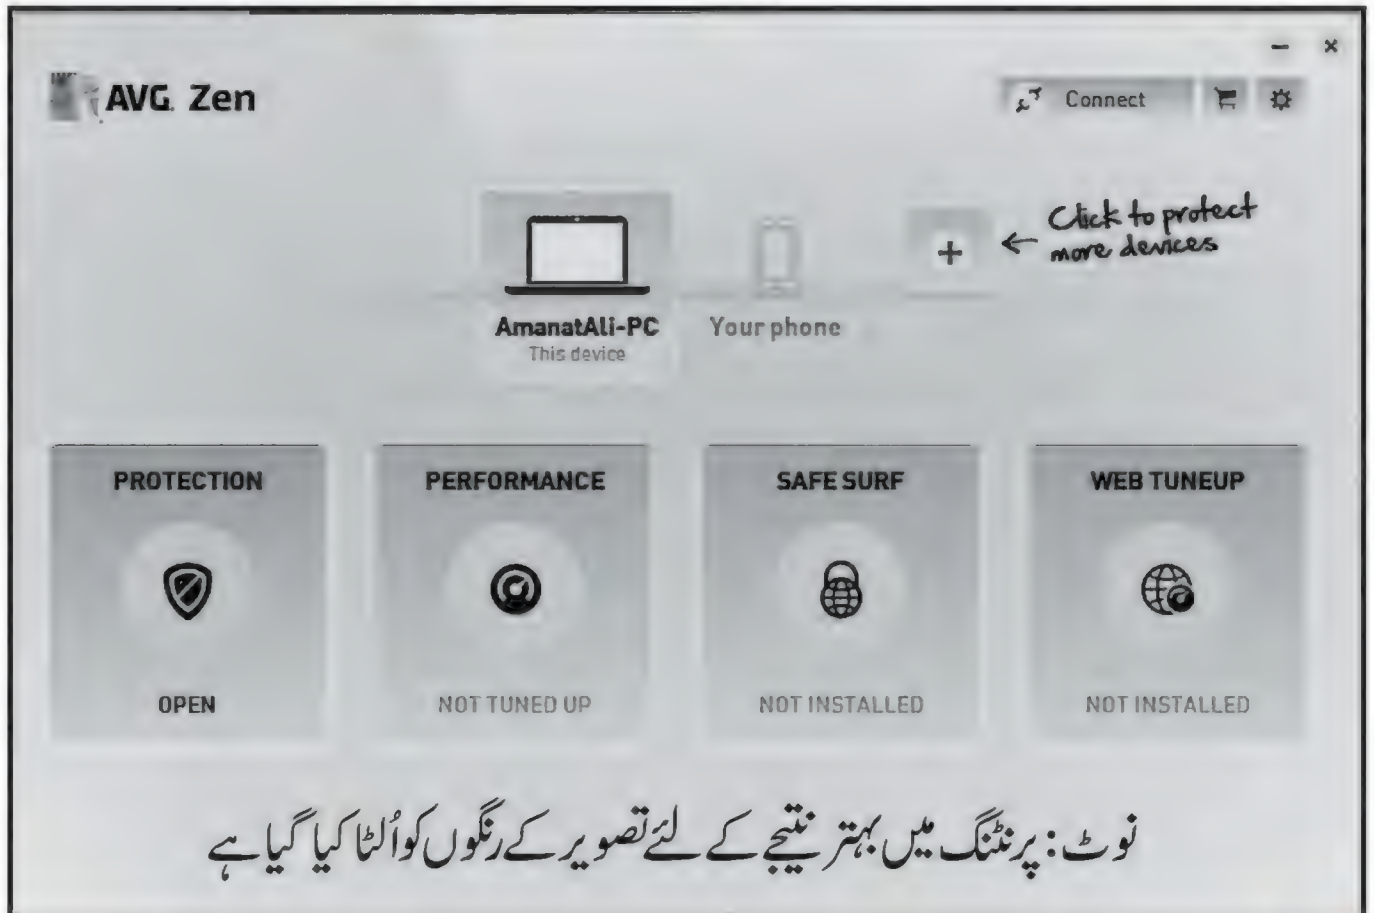 AVG. Zen
Connect
Click to protect
more devices
AmanatAli-PC
This device
Your phone
PROTECTION
OPEN
PERFORMANCE
NOT TUNED UP
SAFE SURF
NOT INSTALLED
WEB TUNEUP
NOT INSTALLED
نوٹ: پرنٹنگ میں بہتر نتیجے کے لئے تصویر کے رنگوں کو اُلٹا کیا گیا ہے